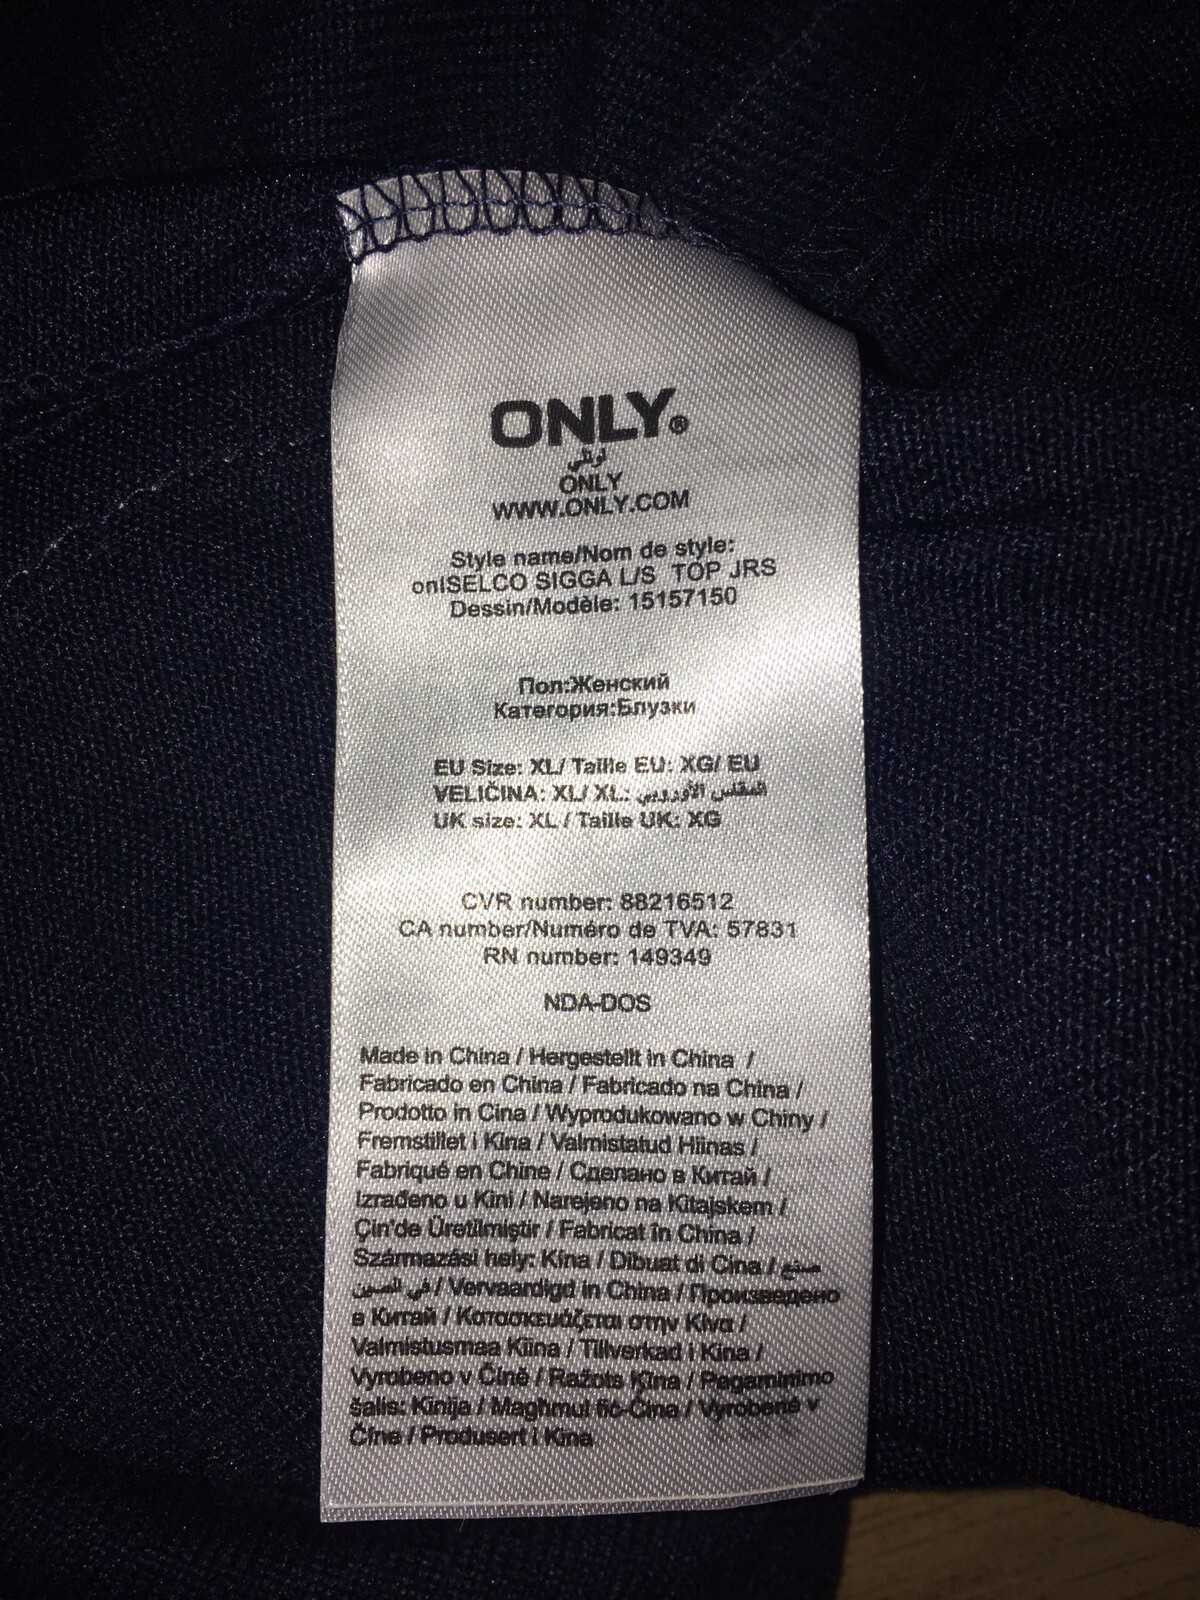 ONLY.®
اونلي
ONLY
WWW.ONLY.COM
Style name/Nom de style:
onlSELCO SIGGA L/S TOP JRS
Dessin/Modèle: 15157150
Пол:Женский
Категория:Блузки
EU Size: XL/ Taille EU: XG/ EU
VELIČINA: XL/ XL: المقاس الأوروبي
UK size: XL / Taille UK: XG
CVR number: 88216512
CA number/Numéro de TVA: 57831
RN number: 149349
NDA-DOS
Made in China / Hergestellt in China /
Fabricado en China / Fabricado na China /
Prodotto in Cina / Wyprodukowano w Chiny /
Fremstillet i Kina / Valmistatud Hiinas /
Fabriqué en Chine / Сделано в Китай /
Izrađeno u Kini / Narejeno na Kitajskem /
Çin'de Üretilmiştir / Fabricat în China /
Származási hely: Kína / Dibuat di Cina / صنع
في الصين / Vervaardigd in China / Произведено
в Китай / Κατασκευάζεται στην Κίνα /
Valmistusmaa Kiina / Tillverkad i Kina /
Vyrobeno v Číně / Ražots Ķīna / Pagaminimo
šalis: Kinija / Magħmul fiċ-Ċina / Vyrobené v
Číne / Produsert i Kina